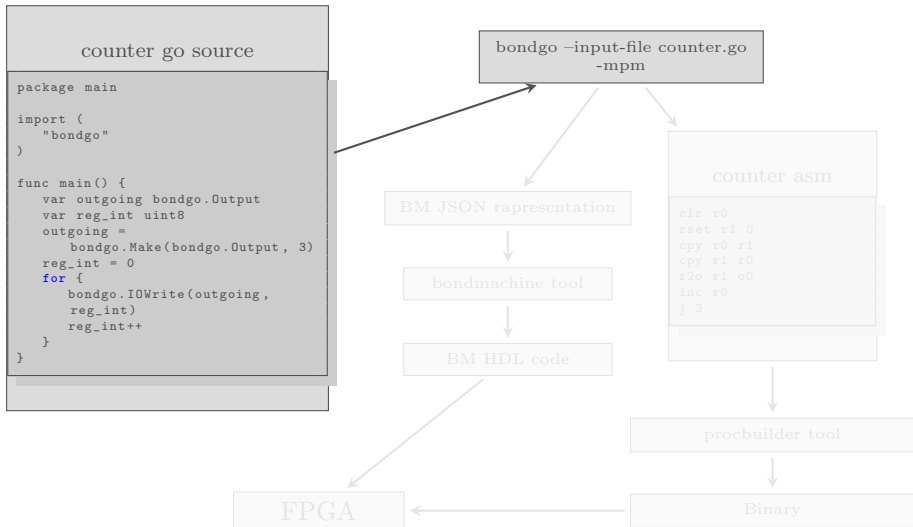 counter go source
package main
import (
"bondgo"
)
func main() {
var outgoing bondgo.Output
var reg_int uint8
outgoing =
bondgo.Make(bondgo.Output, 3)
reg_int = 0
for {
bondgo.IOWrite(outgoing,
reg_int)
reg_int++
}
}
bondgo –input-file counter.go
-mpm
BM JSON rapresentation
bondmachine tool
BM HDL code
FPGA
counter asm
clr r0
rset r1 0
cpy r0 r1
cpy r1 r0
r2o r1 o0
inc r0
j 3
procbuilder tool
Binary